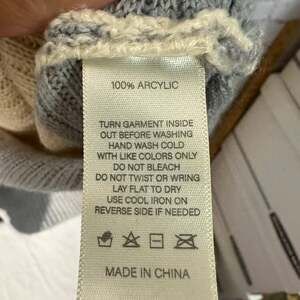 100% ARCYLIC
TURN GARMENT INSIDE
OUT BEFORE WASHING
HAND WASH COLD
WITH LIKE COLORS ONLY
DO NOT BLEACH
DO NOT TWIST OR WRING
LAY FLAT TO DRY
USE COOL IRON ON
REVERSE SIDE IF NEEDED
MADE IN CHINA